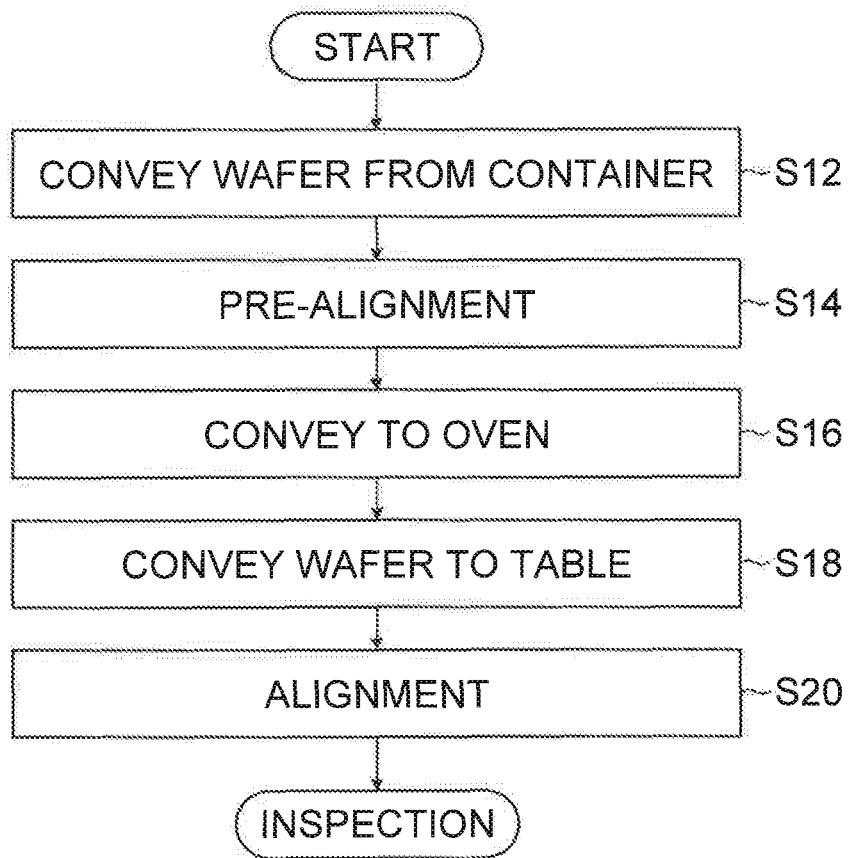 START
CONVEY WAFER FROM CONTAINER S12
PRE-ALIGNMENT S14
CONVEY TO OVEN S16
CONVEY WAFER TO TABLE S18
ALIGNMENT S20
INSPECTION